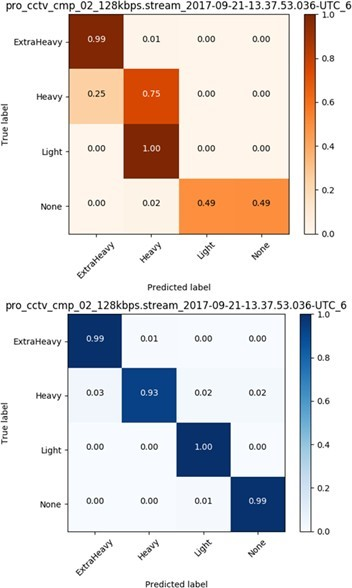 pro_cctv_cmp_02_128kbps.stream_2017-09-21-13.37.53.036-UTC_6
1.0
ExtraHeavy 0.99 0.01 0.00 0.00
0.8
Heavy 0.25 0.75 0.00 0.00
0.6
True label
0.4
Light 0.00 1.00 0.00 0.00
0.2
None 0.00 0.02 0.49 0.49
0.0
ExtraHeavy Heavy Light None
Predicted label
pro_cctv_cmp_02_128kbps.stream_2017-09-21-13.37.53.036-UTC_6
1.0
ExtraHeavy 0.99 0.01 0.00 0.00
0.8
Heavy 0.03 0.93 0.02 0.02
0.6
True label
0.4
Light 0.00 0.00 1.00 0.00
0.2
None 0.00 0.00 0.01 0.99
0.0
ExtraHeavy Heavy Light None
Predicted label